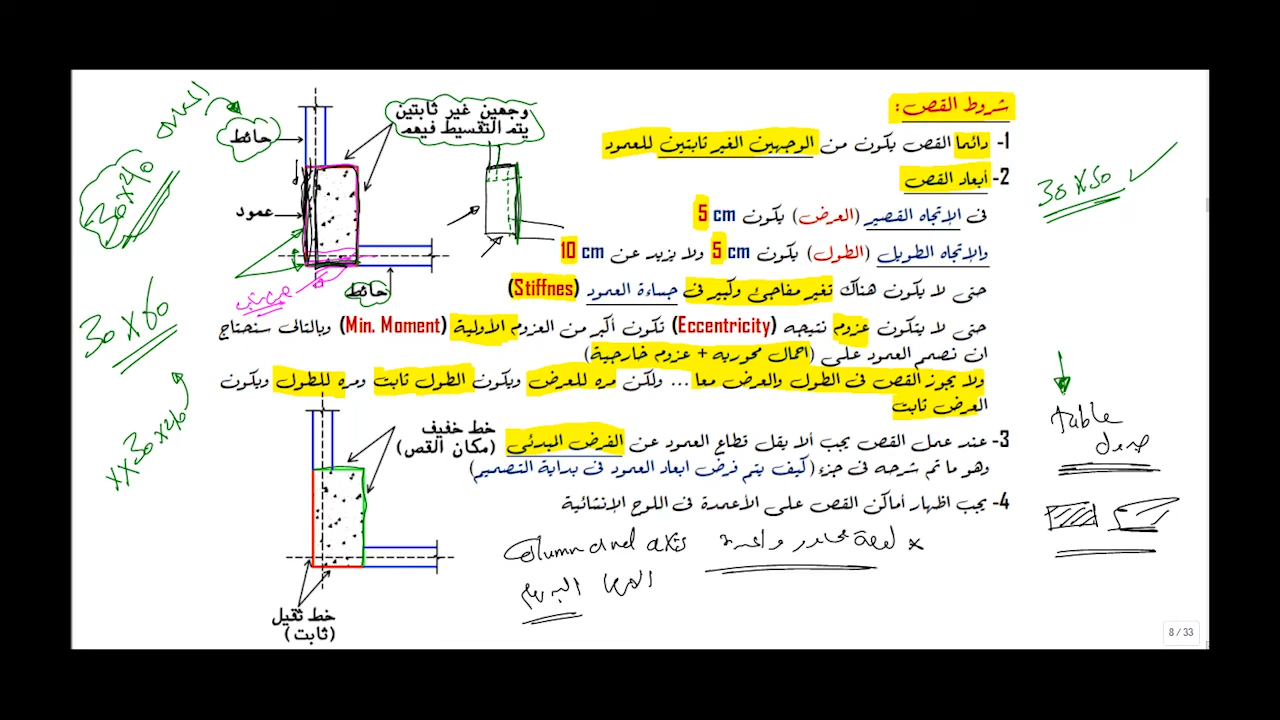 شروط القص :
1- دائما القص يكون من الوجهين الغير ثابتين للعمود
2- أبعاد القص
فى الإتجاه القصير (العرض) يكون 5 cm
والإتجاه الطويل (الطول) يكون 5 cm ولا يزيد عن 10 cm
حتى لا يكون هناك تغير مفاجئ وكبير فى جساءة العمود (Stiffnes)
حتى لا يتكون عزوم نتيجه (Eccentricity) تكون أكبر من العزوم الأولية (Min. Moment) وبالتالى سنحتاج
ان نصمم العمود على (احمال محوريه + عزوم خارجية)
ولا يجوز القص فى الطول والعرض معا ... ولكن مره للعرض ويكون الطول ثابت ومره للطول ويكون
العرض ثابت
3- عند عمل القص يجب ألا يقل قطاع العمود عن الفرض المبدئى
وهو ما تم شرحه فى جزء (كيف يتم فرض ابعاد العمود فى بداية التصميم)
4- يجب اظهار أماكن القص على الأعمدة فى اللوح الإنشائية
وجهين غير ثابتين
يتم التقسيط فيهم
حائط
عمود
حائط
خط خفيف
(مكان القص)
خط ثقيل
(ثابت)
30x40
30x60
30x40
30x50
table
column and axis
8 / 33